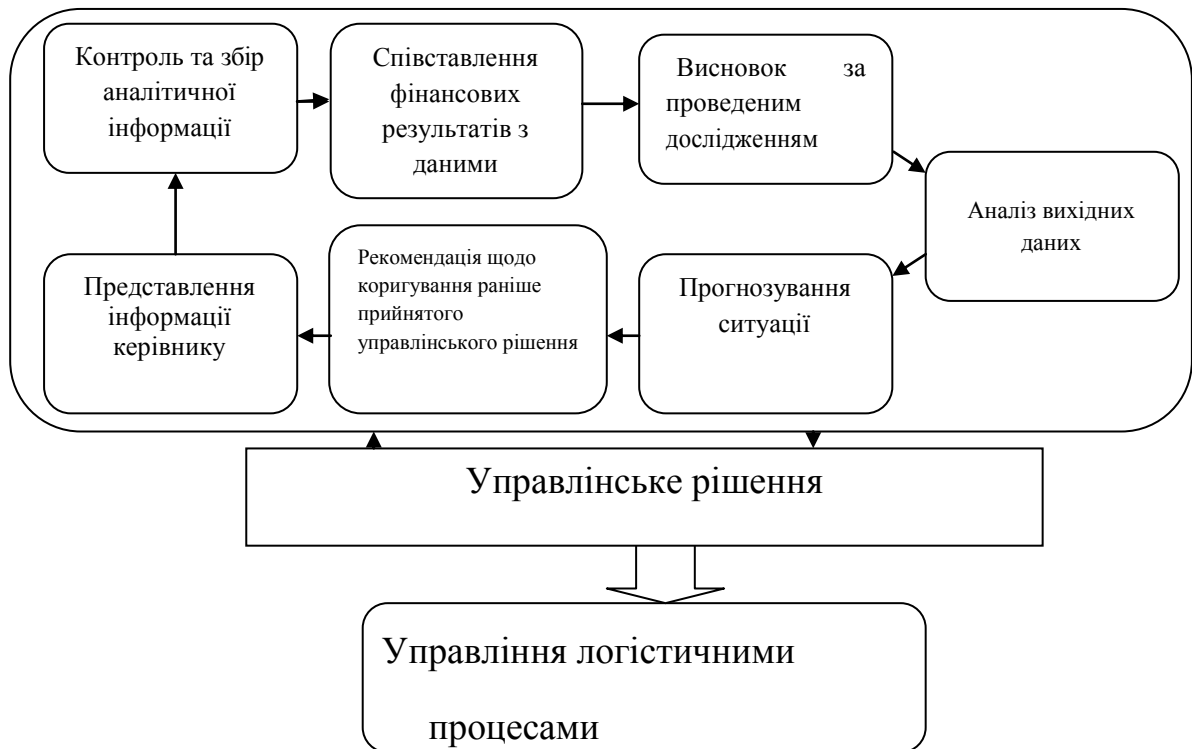 Контроль та збір
аналітичної
інформації
Співставлення
фінансових
результатів з
даними
Висновок за
проведеним
дослідженням
Аналіз вихідних
даних
Прогнозування
ситуації
Рекомендація щодо
коригування раніше
прийнятого
управлінського рішення
Представлення
інформації
керівнику
Управлінське рішення
Управління логістичними
процесами